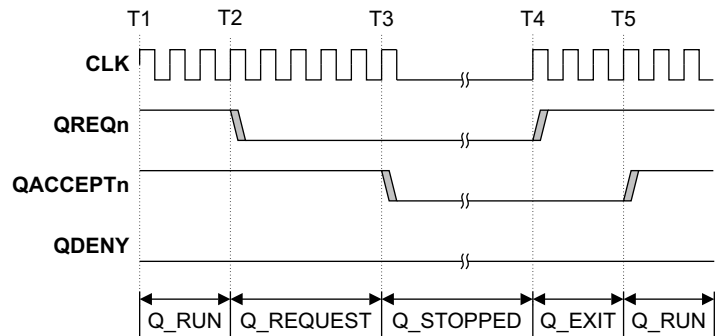 T1 T2 T3 T4 T5
CLK
QREQn
QACCEPTn
QDENY
Q_RUN Q_REQUEST Q_STOPPED Q_EXIT Q_RUN